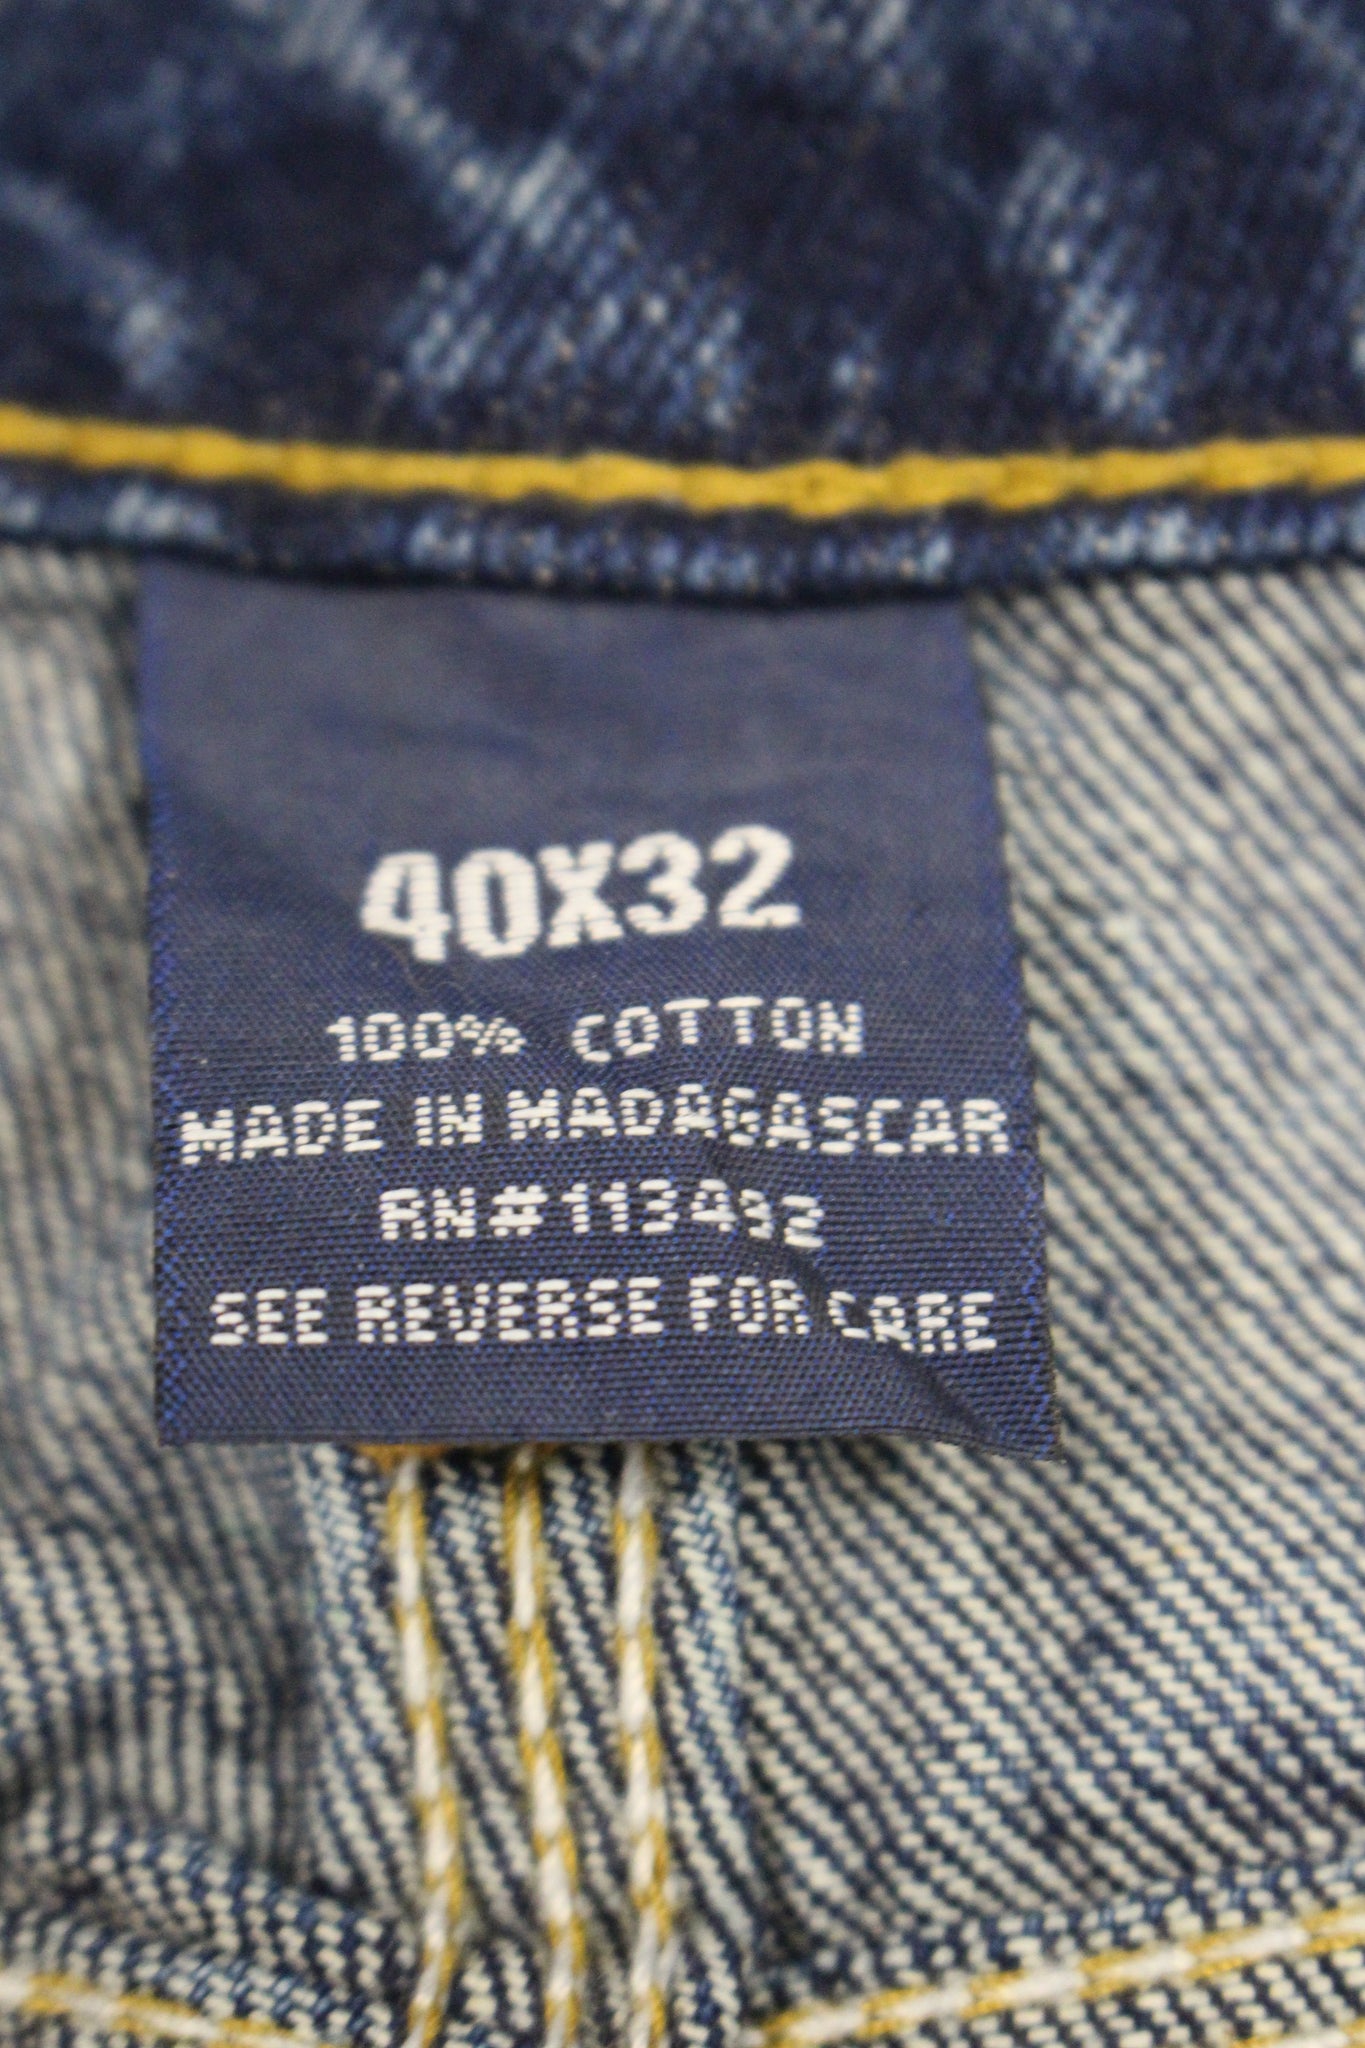 40X32
100% COTTON
MADE IN MADAGASCAR
RN#113492
SEE REVERSE FOR CARE